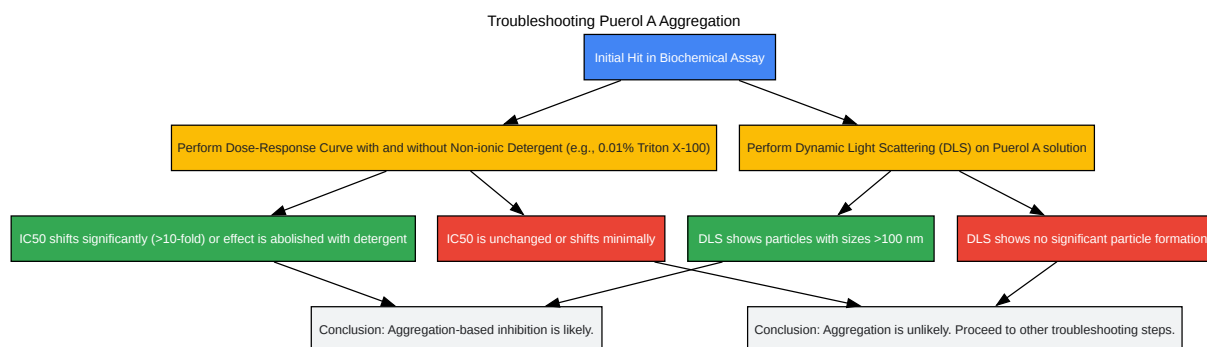 Troubleshooting Puerol A Aggregation
Initial Hit in Biochemical Assay
Perform Dose-Response Curve with and without Non-ionic Detergent (e.g., 0.01% Triton X-100)
Perform Dynamic Light Scattering (DLS) on Puerol A solution
IC50 shifts significantly (>10-fold) or effect is abolished with detergent
IC50 is unchanged or shifts minimally
DLS shows particles with sizes >100 nm
DLS shows no significant particle formation
Conclusion: Aggregation-based inhibition is likely.
Conclusion: Aggregation is unlikely. Proceed to other troubleshooting steps.